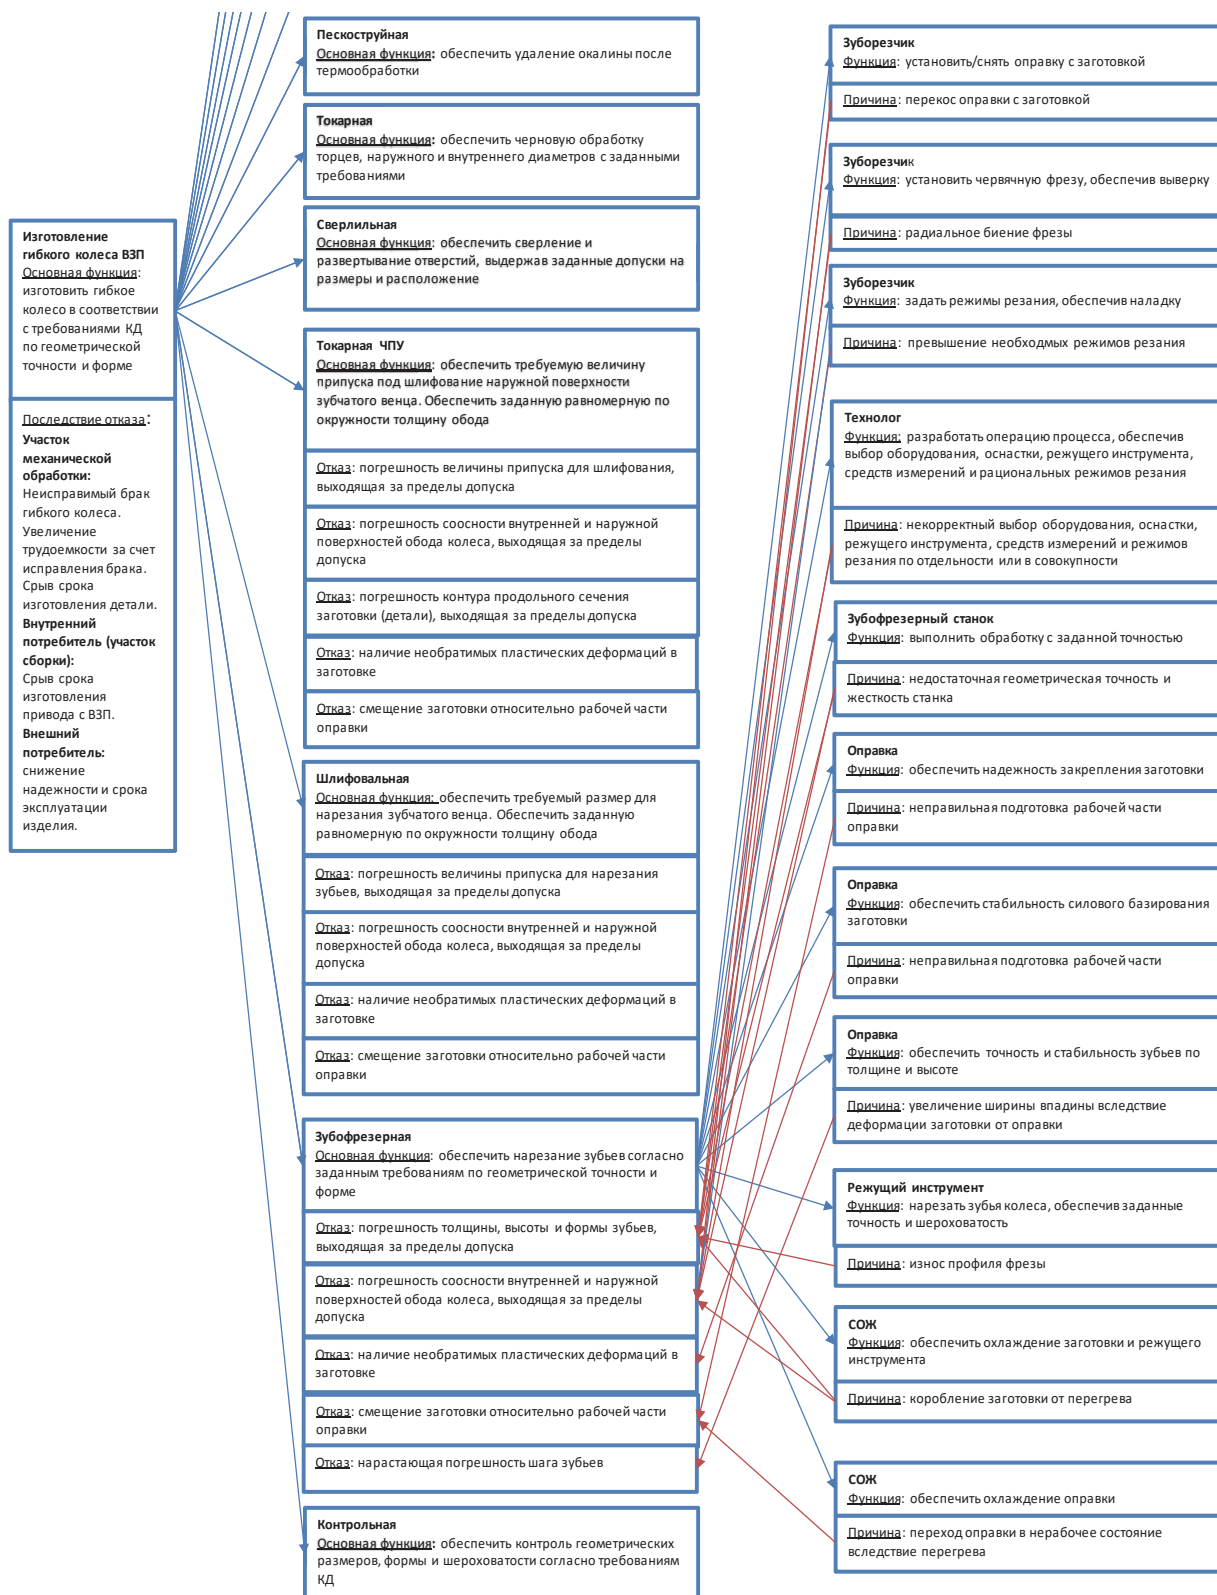 Изготовление
гибкого колеса ВЗП
Основная функция:
изготовить гибкое
колесо в соответствии
с требованиями КД
по геометрической
точности и форме
Последствие отказа:
Участок
механической
обработки:
Неисправимый брак
гибкого колеса.
Увеличение
трудоемкости за счет
исправления брака.
Срыв срока
изготовления детали.
Внутренний
потребитель (участок
сборки):
Срыв срока
изготовления
привода с ВЗП.
Внешний
потребитель:
снижение
надежности и срока
эксплуатации
изделия.
Пескоструйная
Основная функция: обеспечить удаление окалины после
термообработки
Токарная
Основная функция: обеспечить черновую обработку
торцев, наружного и внутреннего диаметров с заданными
требованиями
Сверлильная
Основная функция: обеспечить сверление и
развертывание отверстий, выдержав заданные допуски на
размеры и расположение
Токарная ЧПУ
Основная функция: обеспечить требуемую величину
припуска под шлифование наружной поверхности
зубчатого венца. Обеспечить заданную равномерную по
окружности толщину обода
Отказ: погрешность величины припуска для шлифования,
выходящая за пределы допуска
Отказ: погрешность соосности внутренней и наружной
поверхностей обода колеса, выходящая за пределы
допуска
Отказ: погрешность контура продольного сечения
заготовки (детали), выходящая за пределы допуска
Отказ: наличие необратимых пластических деформаций в
заготовке
Отказ: смещение заготовки относительно рабочей части
оправки
Шлифовальная
Основная функция: обеспечить требуемый размер для
нарезания зубчатого венца. Обеспечить заданную
равномерную по окружности толщину обода
Отказ: погрешность величины припуска для нарезания
зубьев, выходящая за пределы допуска
Отказ: погрешность соосности внутренней и наружной
поверхностей обода колеса, выходящая за пределы
допуска
Отказ: наличие необратимых пластических деформаций в
заготовке
Отказ: смещение заготовки относительно рабочей части
оправки
Зубофрезерная
Основная функция: обеспечить нарезание зубьев согласно
заданным требованиям по геометрической точности и
форме
Отказ: погрешность толщины, высоты и формы зубьев,
выходящая за пределы допуска
Отказ: погрешность соосности внутренней и наружной
поверхностей обода колеса, выходящая за пределы
допуска
Отказ: наличие необратимых пластических деформаций в
заготовке
Отказ: смещение заготовки относительно рабочей части
оправки
Отказ: нарастающая погрешность шага зубьев
Контрольная
Основная функция: обеспечить контроль геометрических
размеров, формы и шероховатости согласно требованиям
КД
Зуборезчик
Функция: установить/снять оправку с заготовкой
Причина: перекос оправки с заготовкой
Зуборезчик
Функция: установить червячную фрезу, обеспечив выверку
Причина: радиальное биение фрезы
Зуборезчик
Функция: задать режимы резания, обеспечив наладку
Причина: превышение необходмых режимов резания
Технолог
Функция: разработать операцию процесса, обеспечив
выбор оборудования, оснастки, режущего инструмента,
средств измерений и рациональных режимов резания
Причина: некорректный выбор оборудования, оснастки,
режущего инструмента, средств измерений и режимов
резания по отдельности или в совокупности
Зубофрезерный станок
Функция: выполнить обработку с заданной точностью
Причина: недостаточная геометрическая точность и
жесткость станка
Оправка
Функция: обеспечить надежность закрепления заготовки
Причина: неправильная подготовка рабочей части
оправки
Оправка
Функция: обеспечить стабильность силового базирования
заготовки
Причина: неправильная подготовка рабочей части
оправки
Оправка
Функция: обеспечить точность и стабильность зубьев по
толщине и высоте
Причина: увеличение ширины впадины вследствие
деформации заготовки от оправки
Режущий инструмент
Функция: нарезать зубья колеса, обеспечив заданные
точность и шероховатость
Причина: износ профиля фрезы
СОЖ
Функция: обеспечить охлаждение заготовки и режущего
инструмента
Причина: коробление заготовки от перегрева
СОЖ
Функция: обеспечить охлаждение оправки
Причина: переход оправки в нерабочее состояние
вследствие перегрева